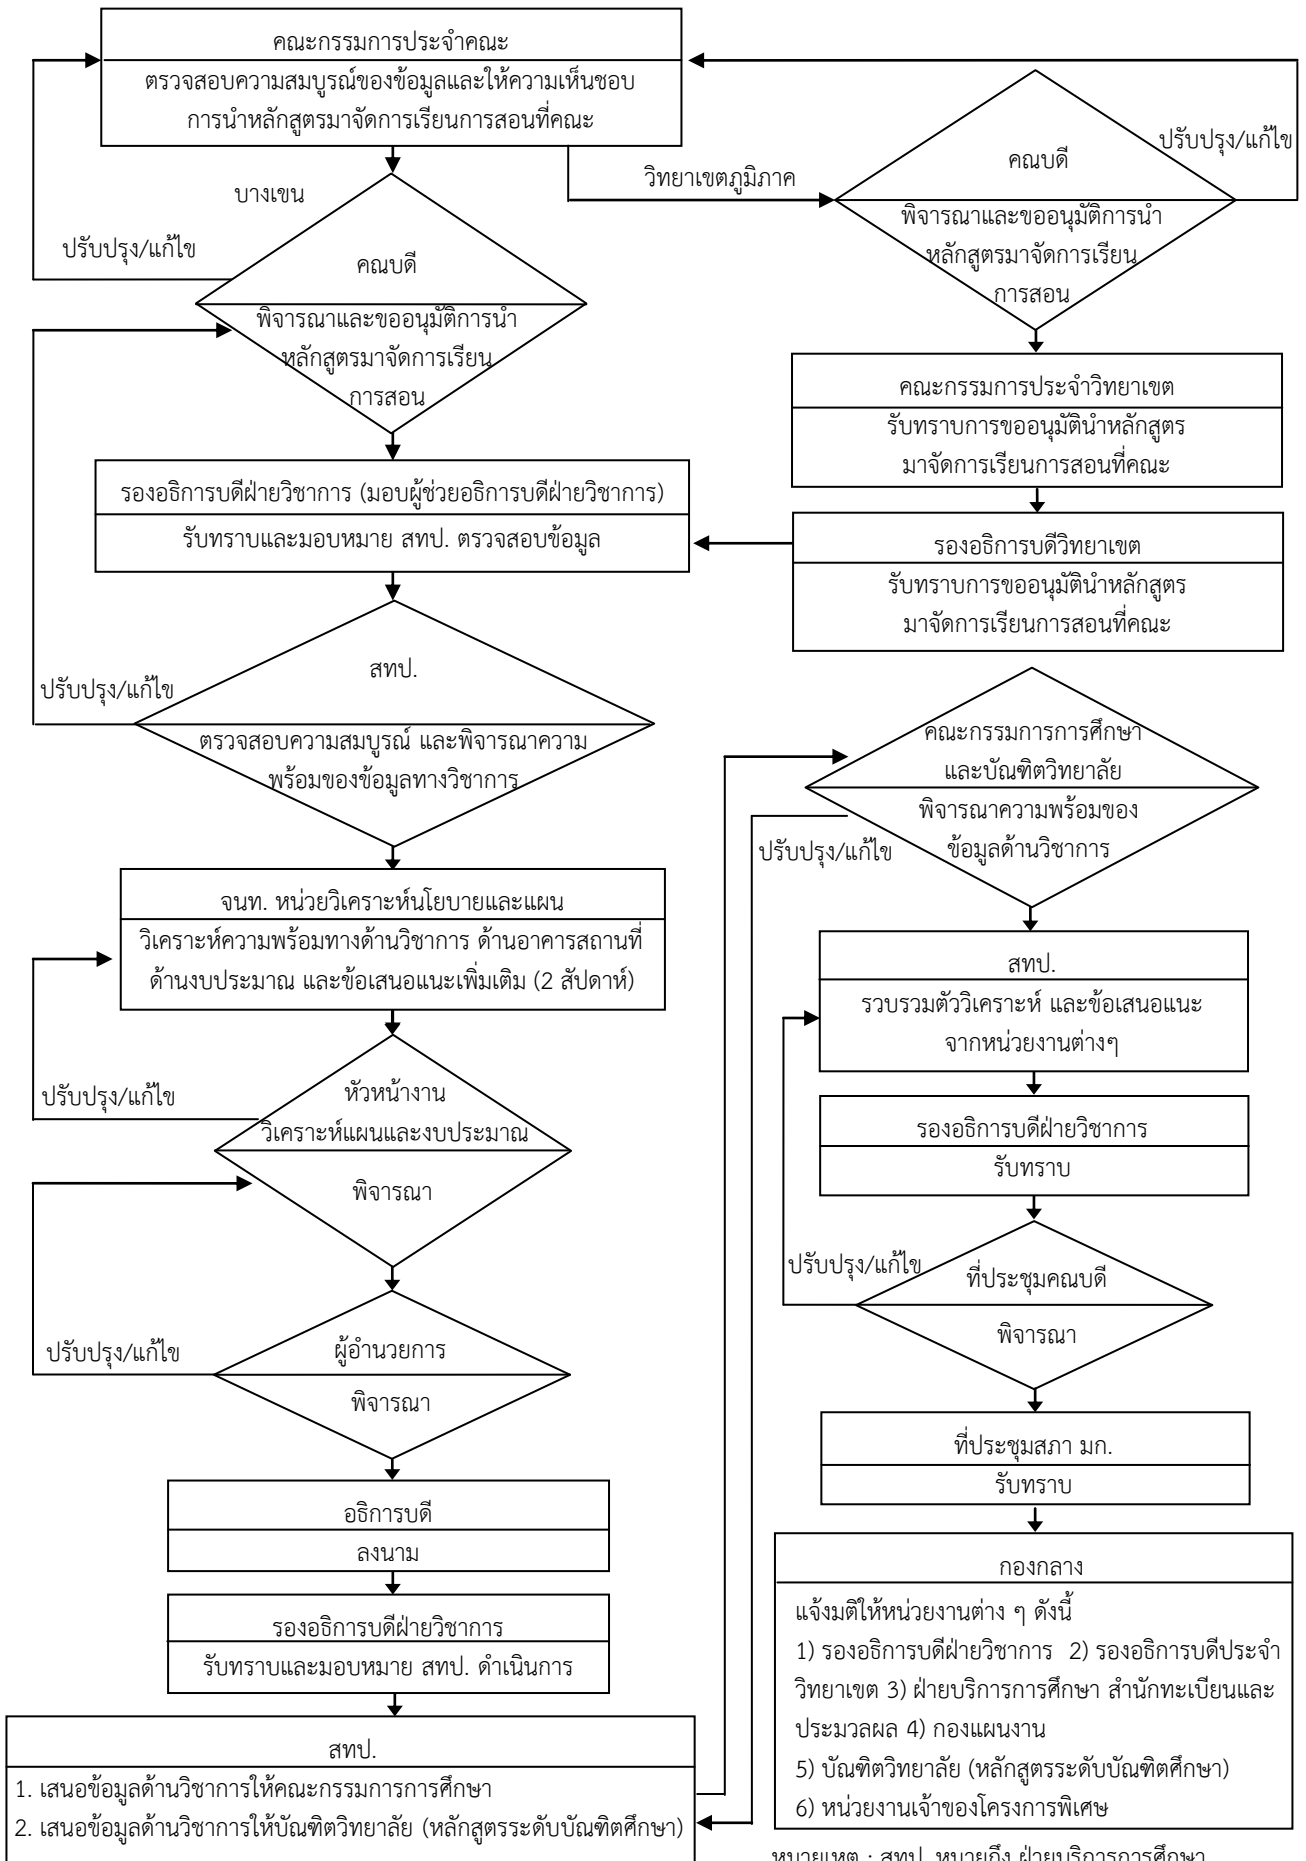 คณะกรรมการประจำคณะ
ตรวจสอบความสมบูรณ์ของข้อมูลและให้ความเห็นชอบ
การนำหลักสูตรมาจัดการเรียนการสอนที่คณะ
ปรับปรุง/แก้ไข
วิทยาเขตภูมิภาค
คณบดี
พิจารณาและขออนุมัติการนำ
หลักสูตรมาจัดการเรียน
การสอน
บางเขน
ปรับปรุง/แก้ไข
คณบดี
พิจารณาและขออนุมัติการนำ
หลักสูตรมาจัดการเรียน
การสอน
คณะกรรมการประจำวิทยาเขต
รับทราบการขออนุมัตินำหลักสูตร
มาจัดการเรียนการสอนที่คณะ
รองอธิการบดีฝ่ายวิชาการ (มอบผู้ช่วยอธิการบดีฝ่ายวิชาการ)
รับทราบและมอบหมาย สทป. ตรวจสอบข้อมูล
รองอธิการบดีวิทยาเขต
รับทราบการขออนุมัตินำหลักสูตร
มาจัดการเรียนการสอนที่คณะ
สทป.
ปรับปรุง/แก้ไข
ตรวจสอบความสมบูรณ์ และพิจารณาความ
พร้อมของข้อมูลทางวิชาการ
จนท. หน่วยวิเคราะห์นโยบายและแผน
วิเคราะห์ความพร้อมทางด้านวิชาการ ด้านอาคารสถานที่
ด้านงบประมาณ และข้อเสนอแนะเพิ่มเติม (2 สัปดาห์)
ปรับปรุง/แก้ไข
หัวหน้างาน
วิเคราะห์แผนและงบประมาณ
พิจารณา
ปรับปรุง/แก้ไข
ผู้อำนวยการ
พิจารณา
อธิการบดี
ลงนาม
รองอธิการบดีฝ่ายวิชาการ
รับทราบและมอบหมาย สทป. ดำเนินการ
สทป.
1. เสนอข้อมูลด้านวิชาการให้คณะกรรมการการศึกษา
2. เสนอข้อมูลด้านวิชาการให้บัณฑิตวิทยาลัย (หลักสูตรระดับบัณฑิตศึกษา)
คณะกรรมการการศึกษา
และบัณฑิตวิทยาลัย
พิจารณาความพร้อมของ
ข้อมูลด้านวิชาการ
ปรับปรุง/แก้ไข
สทป.
รวบรวมตัววิเคราะห์ และข้อเสนอแนะ
จากหน่วยงานต่างๆ
รองอธิการบดีฝ่ายวิชาการ
รับทราบ
ปรับปรุง/แก้ไข
ที่ประชุมคณบดี
พิจารณา
ที่ประชุมสภา มก.
รับทราบ
กองกลาง
แจ้งมติให้หน่วยงานต่าง ๆ ดังนี้
1) รองอธิการบดีฝ่ายวิชาการ 2) รองอธิการบดีประจำ
วิทยาเขต 3) ฝ่ายบริการการศึกษา สำนักทะเบียนและ
ประมวลผล 4) กองแผนงาน
5) บัณฑิตวิทยาลัย (หลักสูตรระดับบัณฑิตศึกษา)
6) หน่วยงานเจ้าของโครงการพิเศษ
หมายเหตุ : สทป. หมายถึง ฝ่ายบริการการศึกษา